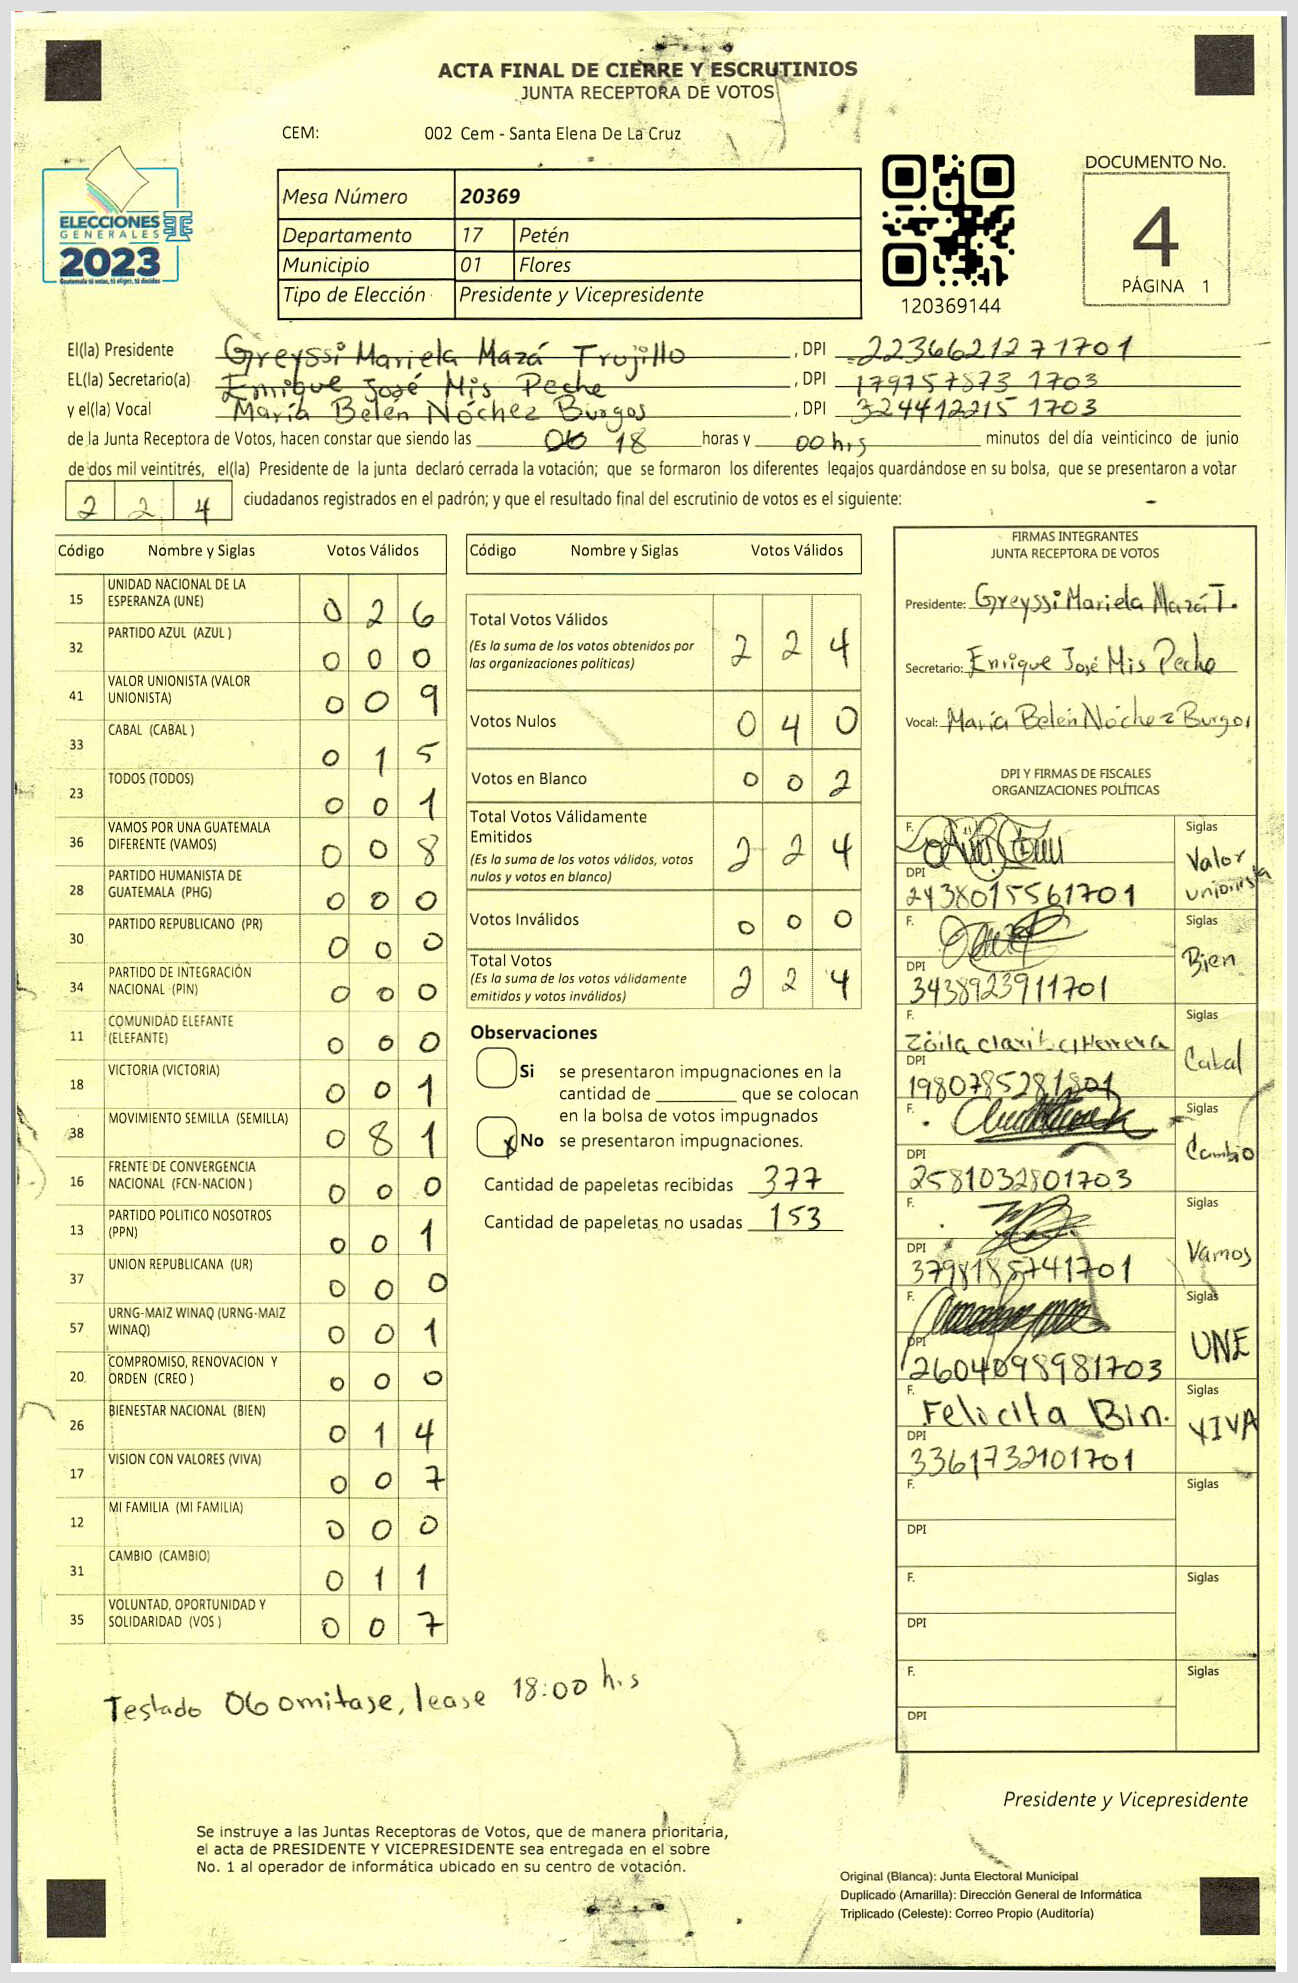 ACTA FINAL DE CIERRE Y ESCRUTINIOS
JUNTA RECEPTORA DE VOTOS
CEM: 002 Cem - Santa Elena De La Cruz
ELECCIONES
GENERALES
2023
Guatemala tú votas, tú eliges, tú decides
Mesa Número 20369
Departamento 17 Petén
Municipio 01 Flores
Tipo de Elección Presidente y Vicepresidente
120369144
DOCUMENTO No.
4
PÁGINA 1
El(la) Presidente Greyssi Mariela Mazá Trujillo , DPI 2236621271701
EL(la) Secretario(a) Enrique José Mis Peche , DPI 179757873 1703
y el(la) Vocal María Belén Nóchez Burgos , DPI 324412215 1703
de la Junta Receptora de Votos, hacen constar que siendo las 06 18 horas y 00 hrs minutos del día veinticinco de junio
de dos mil veintitrés, el(la) Presidente de la junta declaró cerrada la votación; que se formaron los diferentes legajos quardándose en su bolsa, que se presentaron a votar
2 2 4 ciudadanos registrados en el padrón; y que el resultado final del escrutinio de votos es el siguiente:
Código Nombre y Siglas Votos Válidos
15 UNIDAD NACIONAL DE LA ESPERANZA (UNE) 0 2 6
32 PARTIDO AZUL (AZUL ) 0 0 0
41 VALOR UNIONISTA (VALOR UNIONISTA) 0 0 9
33 CABAL (CABAL ) 0 1 5
23 TODOS (TODOS) 0 0 1
36 VAMOS POR UNA GUATEMALA DIFERENTE (VAMOS) 0 0 8
28 PARTIDO HUMANISTA DE GUATEMALA (PHG) 0 0 0
30 PARTIDO REPUBLICANO (PR) 0 0 0
34 PARTIDO DE INTEGRACIÓN NACIONAL (PIN) 0 0 0
11 COMUNIDAD ELEFANTE (ELEFANTE) 0 0 0
18 VICTORIA (VICTORIA) 0 0 1
38 MOVIMIENTO SEMILLA (SEMILLA) 0 8 1
16 FRENTE DE CONVERGENCIA NACIONAL (FCN-NACION ) 0 0 0
13 PARTIDO POLITICO NOSOTROS (PPN) 0 0 1
37 UNION REPUBLICANA (UR) 0 0 0
57 URNG-MAIZ WINAQ (URNG-MAIZ WINAQ) 0 0 1
20 COMPROMISO, RENOVACION Y ORDEN (CREO ) 0 0 0
26 BIENESTAR NACIONAL (BIEN) 0 1 4
17 VISION CON VALORES (VIVA) 0 0 7
12 MI FAMILIA (MI FAMILIA) 0 0 0
31 CAMBIO (CAMBIO) 0 1 1
35 VOLUNTAD, OPORTUNIDAD Y SOLIDARIDAD (VOS ) 0 0 7
Código Nombre y Siglas Votos Válidos
Total Votos Válidos 2 2 4
(Es la suma de los votos obtenidos por
las organizaciones políticas)
Votos Nulos 0 4 0
Votos en Blanco 0 0 2
Total Votos Válidamente
Emitidos 2 2 4
(Es la suma de los votos válidos, votos
nulos y votos en blanco)
Votos Inválidos 0 0 0
Total Votos 2 2 4
(Es la suma de los votos válidamente
emitidos y votos inválidos)
Observaciones
Si se presentaron impugnaciones en la
cantidad de ________ que se colocan
en la bolsa de votos impugnados
x No se presentaron impugnaciones.
Cantidad de papeletas recibidas 377
Cantidad de papeletas no usadas 153
FIRMAS INTEGRANTES
JUNTA RECEPTORA DE VOTOS
Presidente: Greyssi Mariela Mazá T.
Secretario: Enrique José Mis Peche
Vocal: María Belén Nóchez Burgos
DPI Y FIRMAS DE FISCALES
ORGANIZACIONES POLÍTICAS
F. Siglas
Valor unionista
DPI 2438015561701
F. Siglas
Bien
DPI 3438923911701
F. Siglas
Zoila Claribel Herrera Cabal
DPI 1980785281801
F. Siglas
Cambio
DPI 2581032801703
F. Siglas
Vamos
DPI 3798185741701
F. Siglas
UNE
DPI 2604098981703
F. Siglas
Felicita Bin. VIVA
DPI 3361732101701
F. Siglas
DPI
F. Siglas
DPI
F. Siglas
DPI
Testado 06 omitase, lease 18:00 hrs
Presidente y Vicepresidente
Se instruye a las Juntas Receptoras de Votos, que de manera prioritaria,
el acta de PRESIDENTE Y VICEPRESIDENTE sea entregada en el sobre
No. 1 al operador de informática ubicado en su centro de votación.
Original (Blanca): Junta Electoral Municipal
Duplicado (Amarilla): Dirección General de Informática
Triplicado (Celeste): Correo Propio (Auditoría)